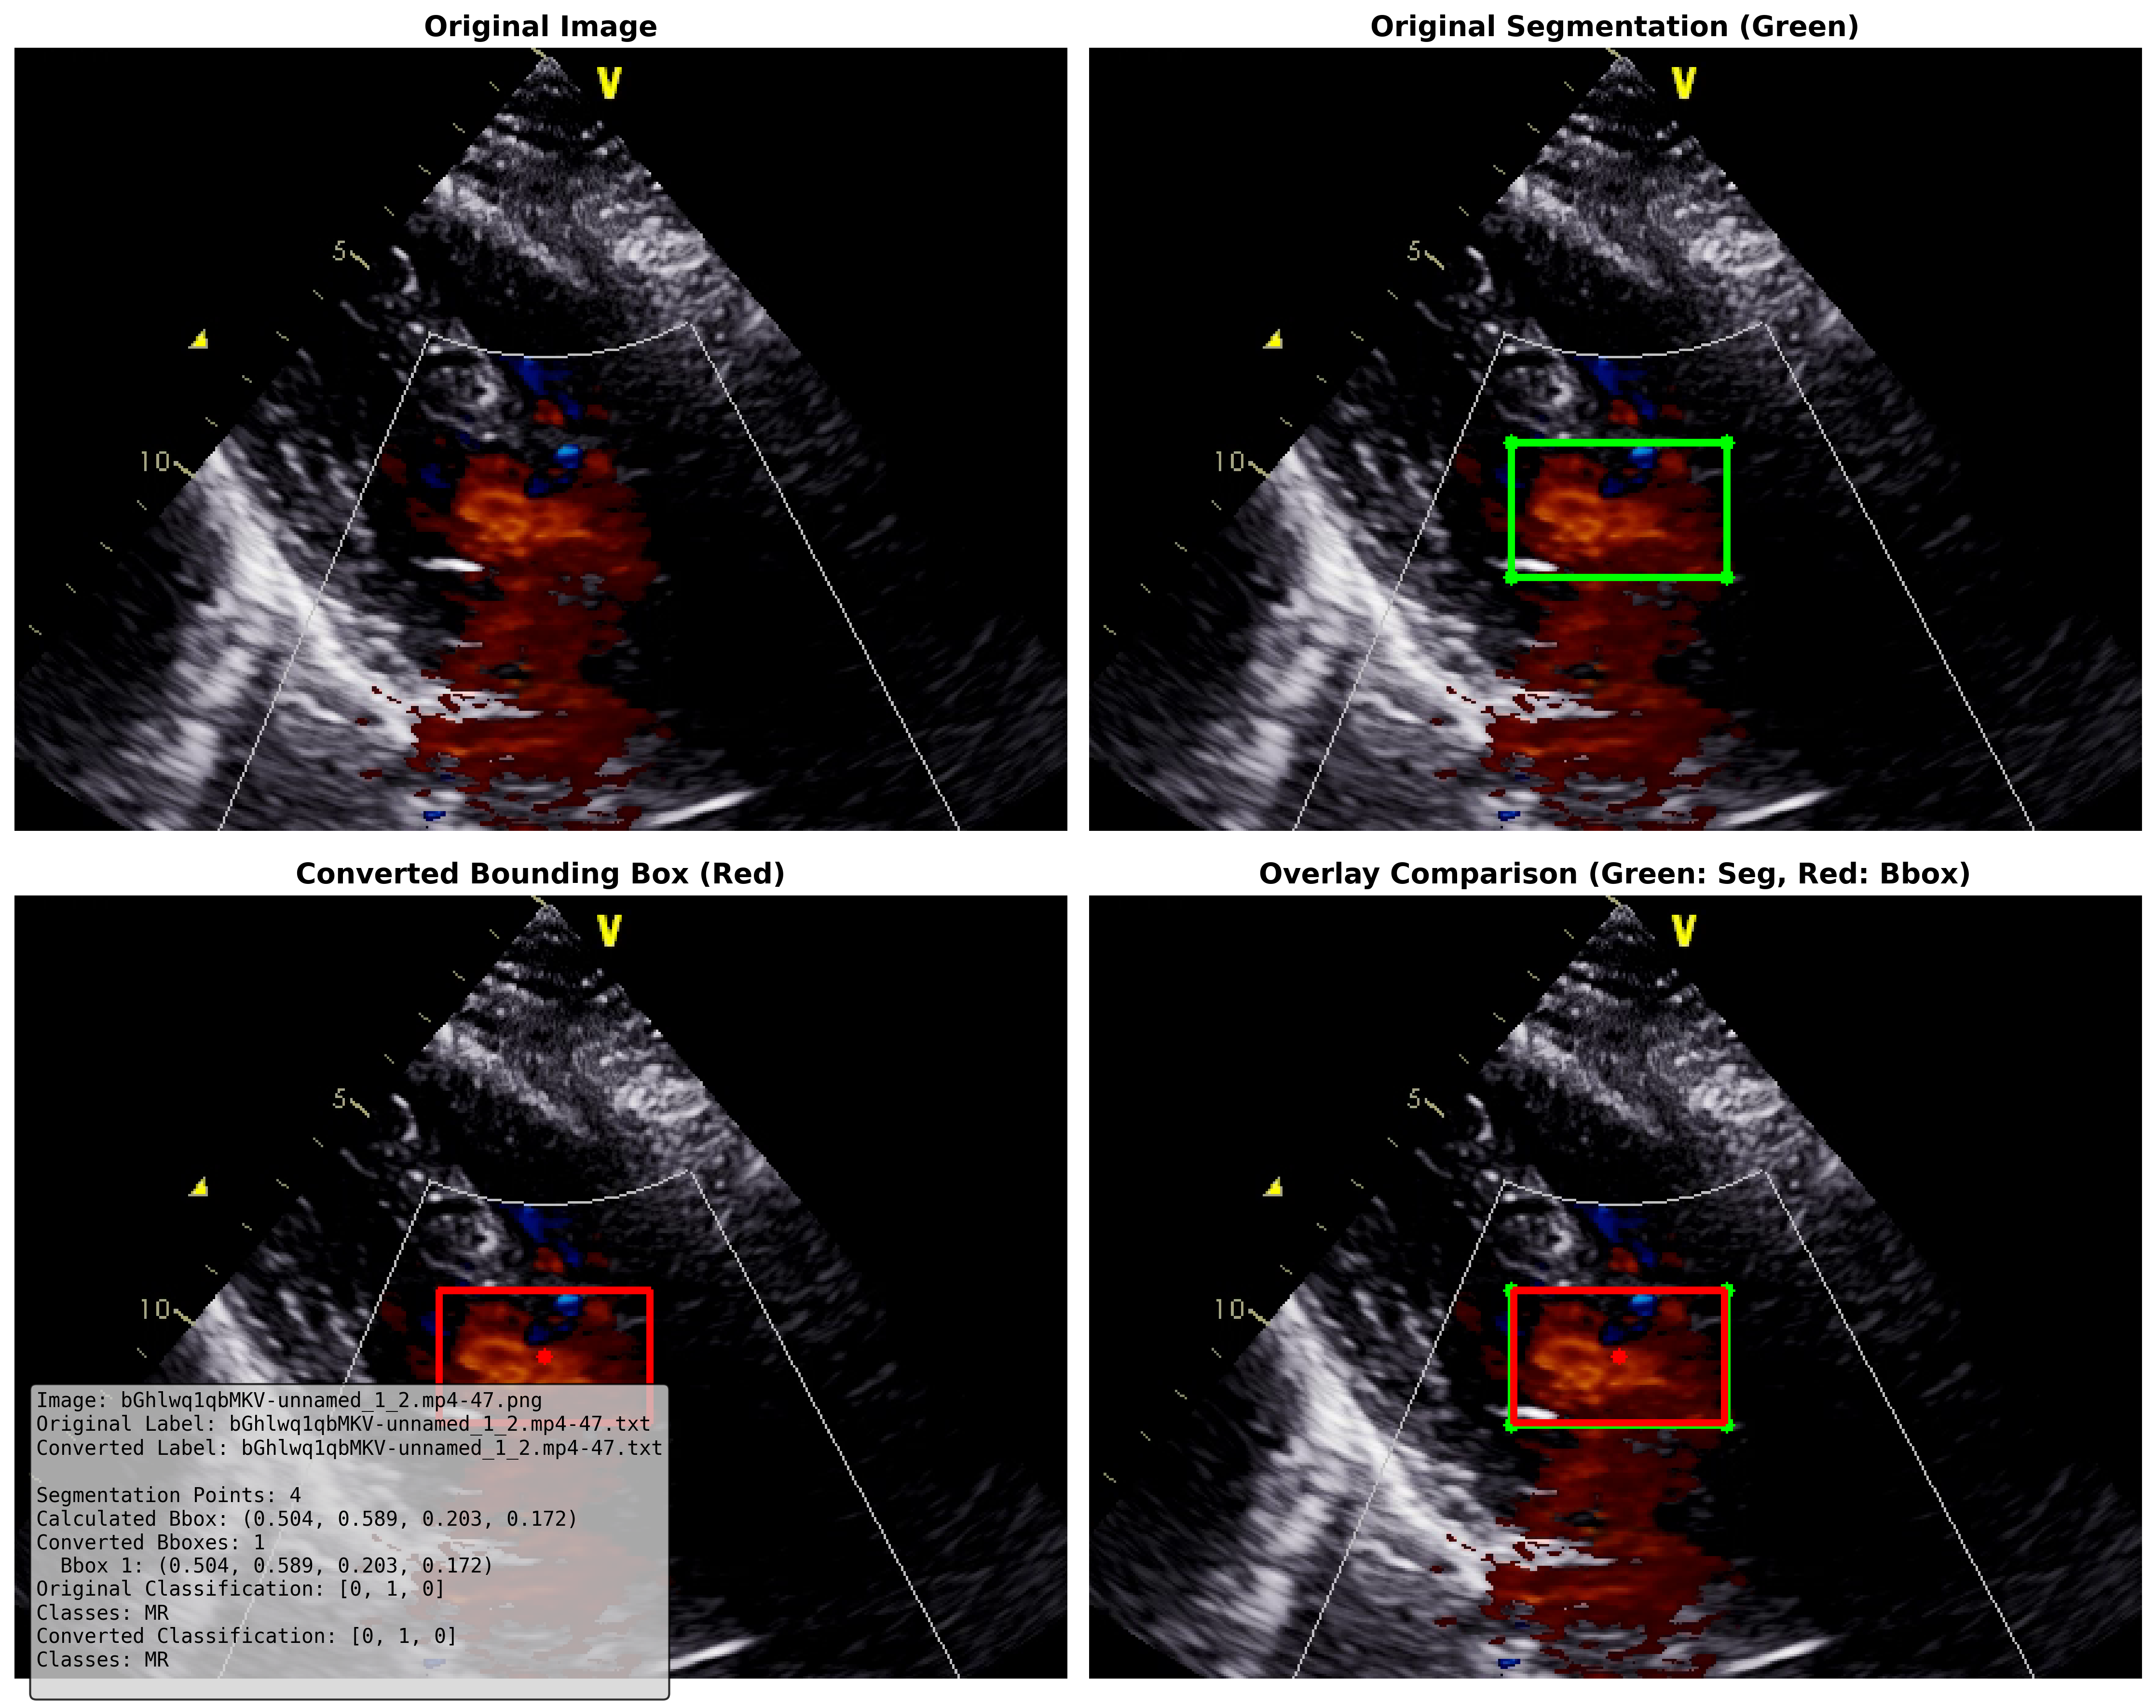 Original Image
Original Segmentation (Green)
V
5
10
V
5
10
Converted Bounding Box (Red)
Overlay Comparison (Green: Seg, Red: Bbox)
V
5
10
V
5
10
Image: bGhlwq1qbMKV-unnamed_1_2.mp4-47.png
Original Label: bGhlwq1qbMKV-unnamed_1_2.mp4-47.txt
Converted Label: bGhlwq1qbMKV-unnamed_1_2.mp4-47.txt
Segmentation Points: 4
Calculated Bbox: (0.504, 0.589, 0.203, 0.172)
Converted Bboxes: 1
Bbox 1: (0.504, 0.589, 0.203, 0.172)
Original Classification: [0, 1, 0]
Classes: MR
Converted Classification: [0, 1, 0]
Classes: MR